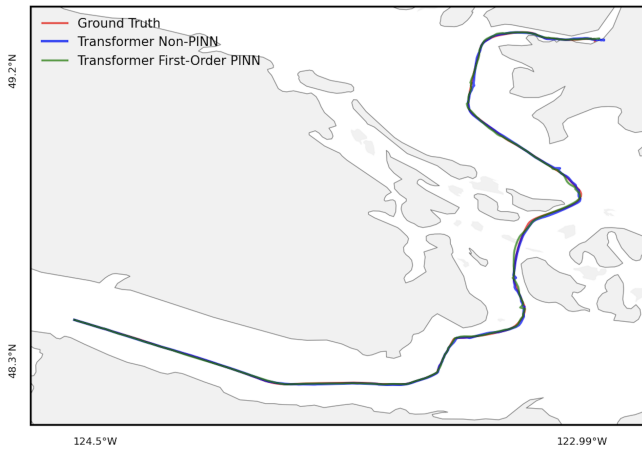 Ground Truth
Transformer Non-PINN
Transformer First-Order PINN
49.2°N
48.3°N
124.5°W
122.99°W